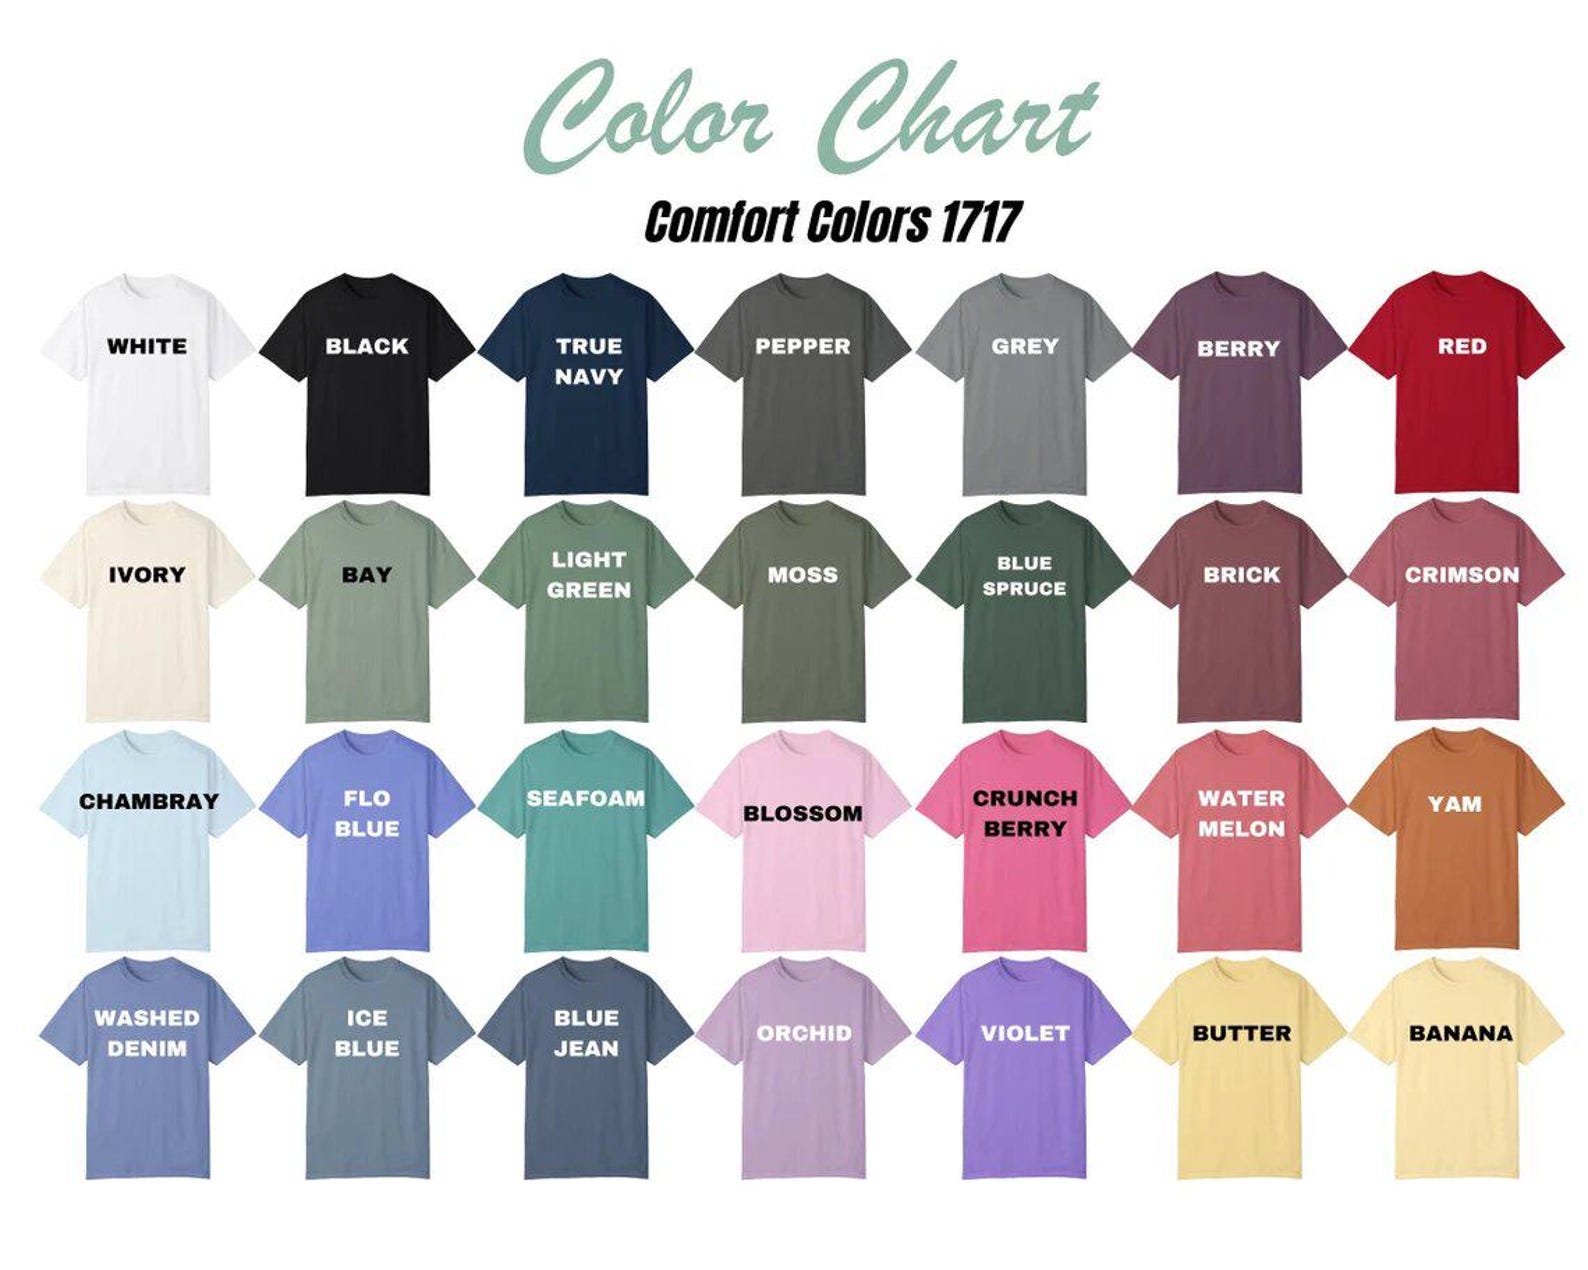 Color Chart
Comfort Colors 1717
WHITE
BLACK
TRUE
NAVY
PEPPER
GREY
BERRY
RED
IVORY
BAY
LIGHT
GREEN
MOSS
BLUE
SPRUCE
BRICK
CRIMSON
CHAMBRAY
FLO
BLUE
SEAFOAM
BLOSSOM
CRUNCH
BERRY
WATER
MELON
YAM
WASHED
DENIM
ICE
BLUE
BLUE
JEAN
ORCHID
VIOLET
BUTTER
BANANA